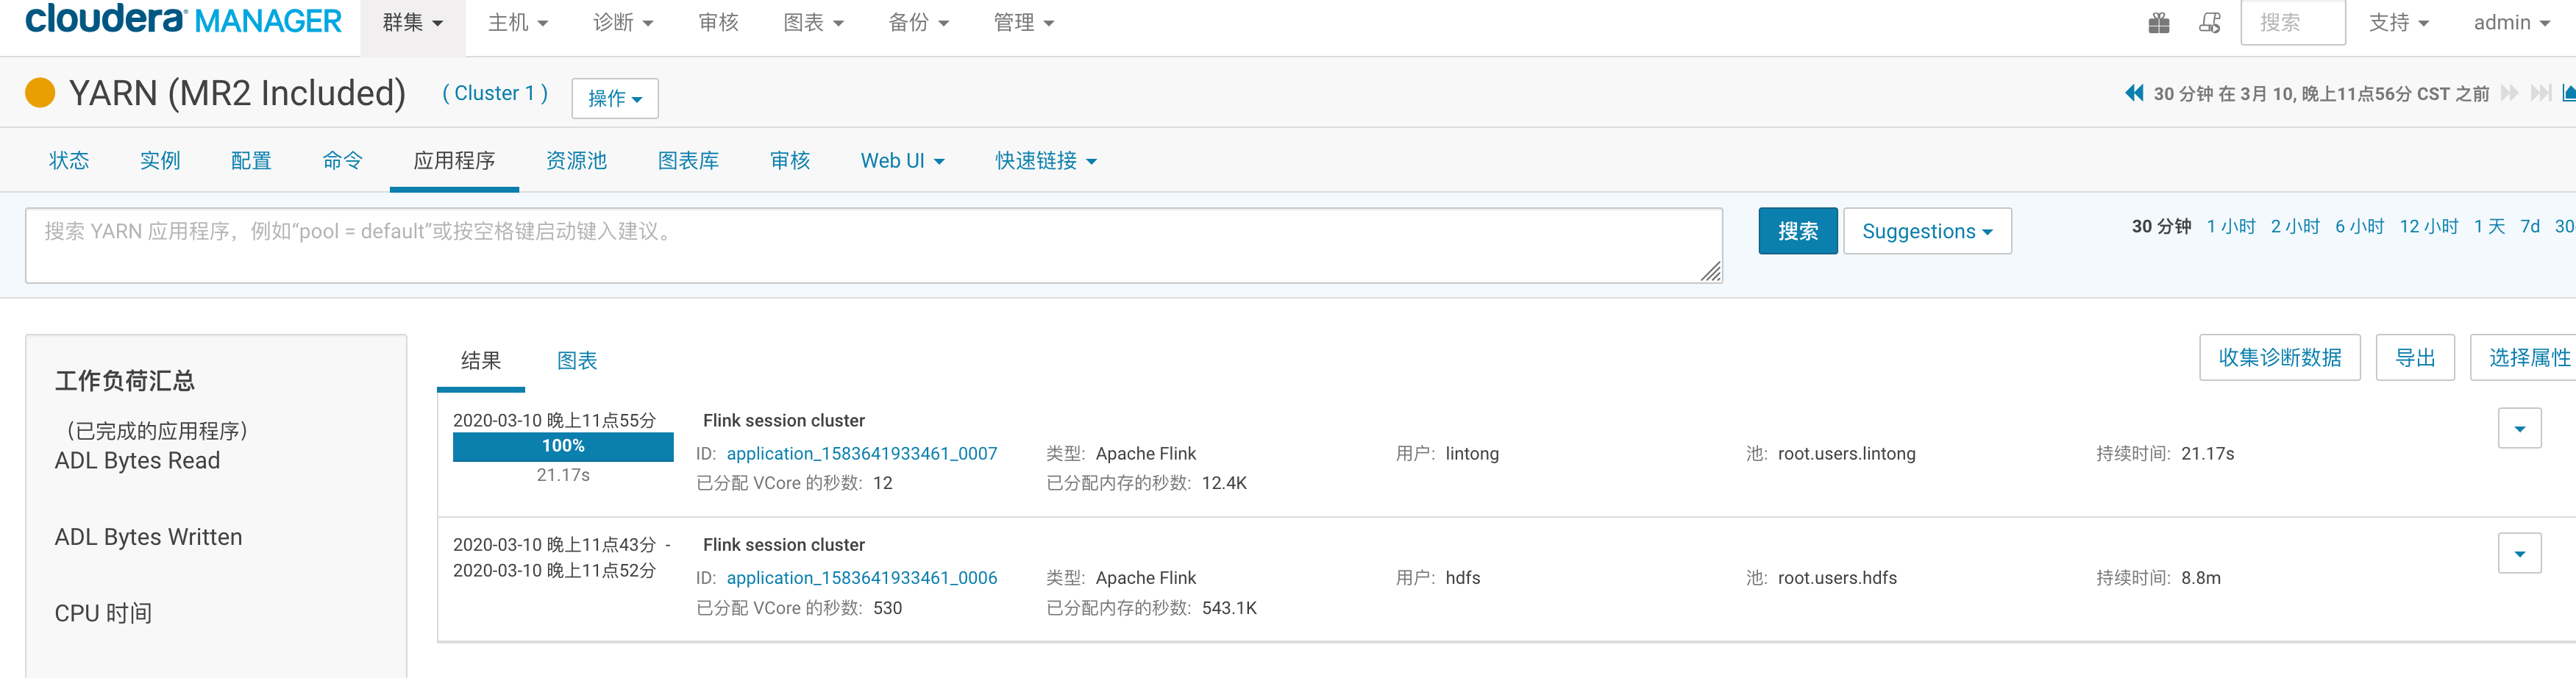 cloudera MANAGER 群集 主机 诊断 审核 图表 备份 管理 搜索 支持 admin
YARN (MR2 Included) ( Cluster 1 ) 操作 30 分钟 在 3月 10, 晚上11点56分 CST 之前
状态 实例 配置 命令 应用程序 资源池 图表库 审核 Web UI 快速链接
搜索 YARN 应用程序，例如“pool = default”或按空格键启动键入建议。 搜索 Suggestions 30 分钟 1 小时 2 小时 6 小时 12 小时 1 天 7d 30
工作负荷汇总
（已完成的应用程序）
ADL Bytes Read
ADL Bytes Written
CPU 时间
结果 图表 收集诊断数据 导出 选择属性
2020-03-10 晚上11点55分 Flink session cluster
100%
ID: application_1583641933461_0007 类型: Apache Flink 用户: lintong 池: root.users.lintong 持续时间: 21.17s
21.17s
已分配 VCore 的秒数: 12 已分配内存的秒数: 12.4K
2020-03-10 晚上11点43分 - Flink session cluster
2020-03-10 晚上11点52分
ID: application_1583641933461_0006 类型: Apache Flink 用户: hdfs 池: root.users.hdfs 持续时间: 8.8m
已分配 VCore 的秒数: 530 已分配内存的秒数: 543.1K